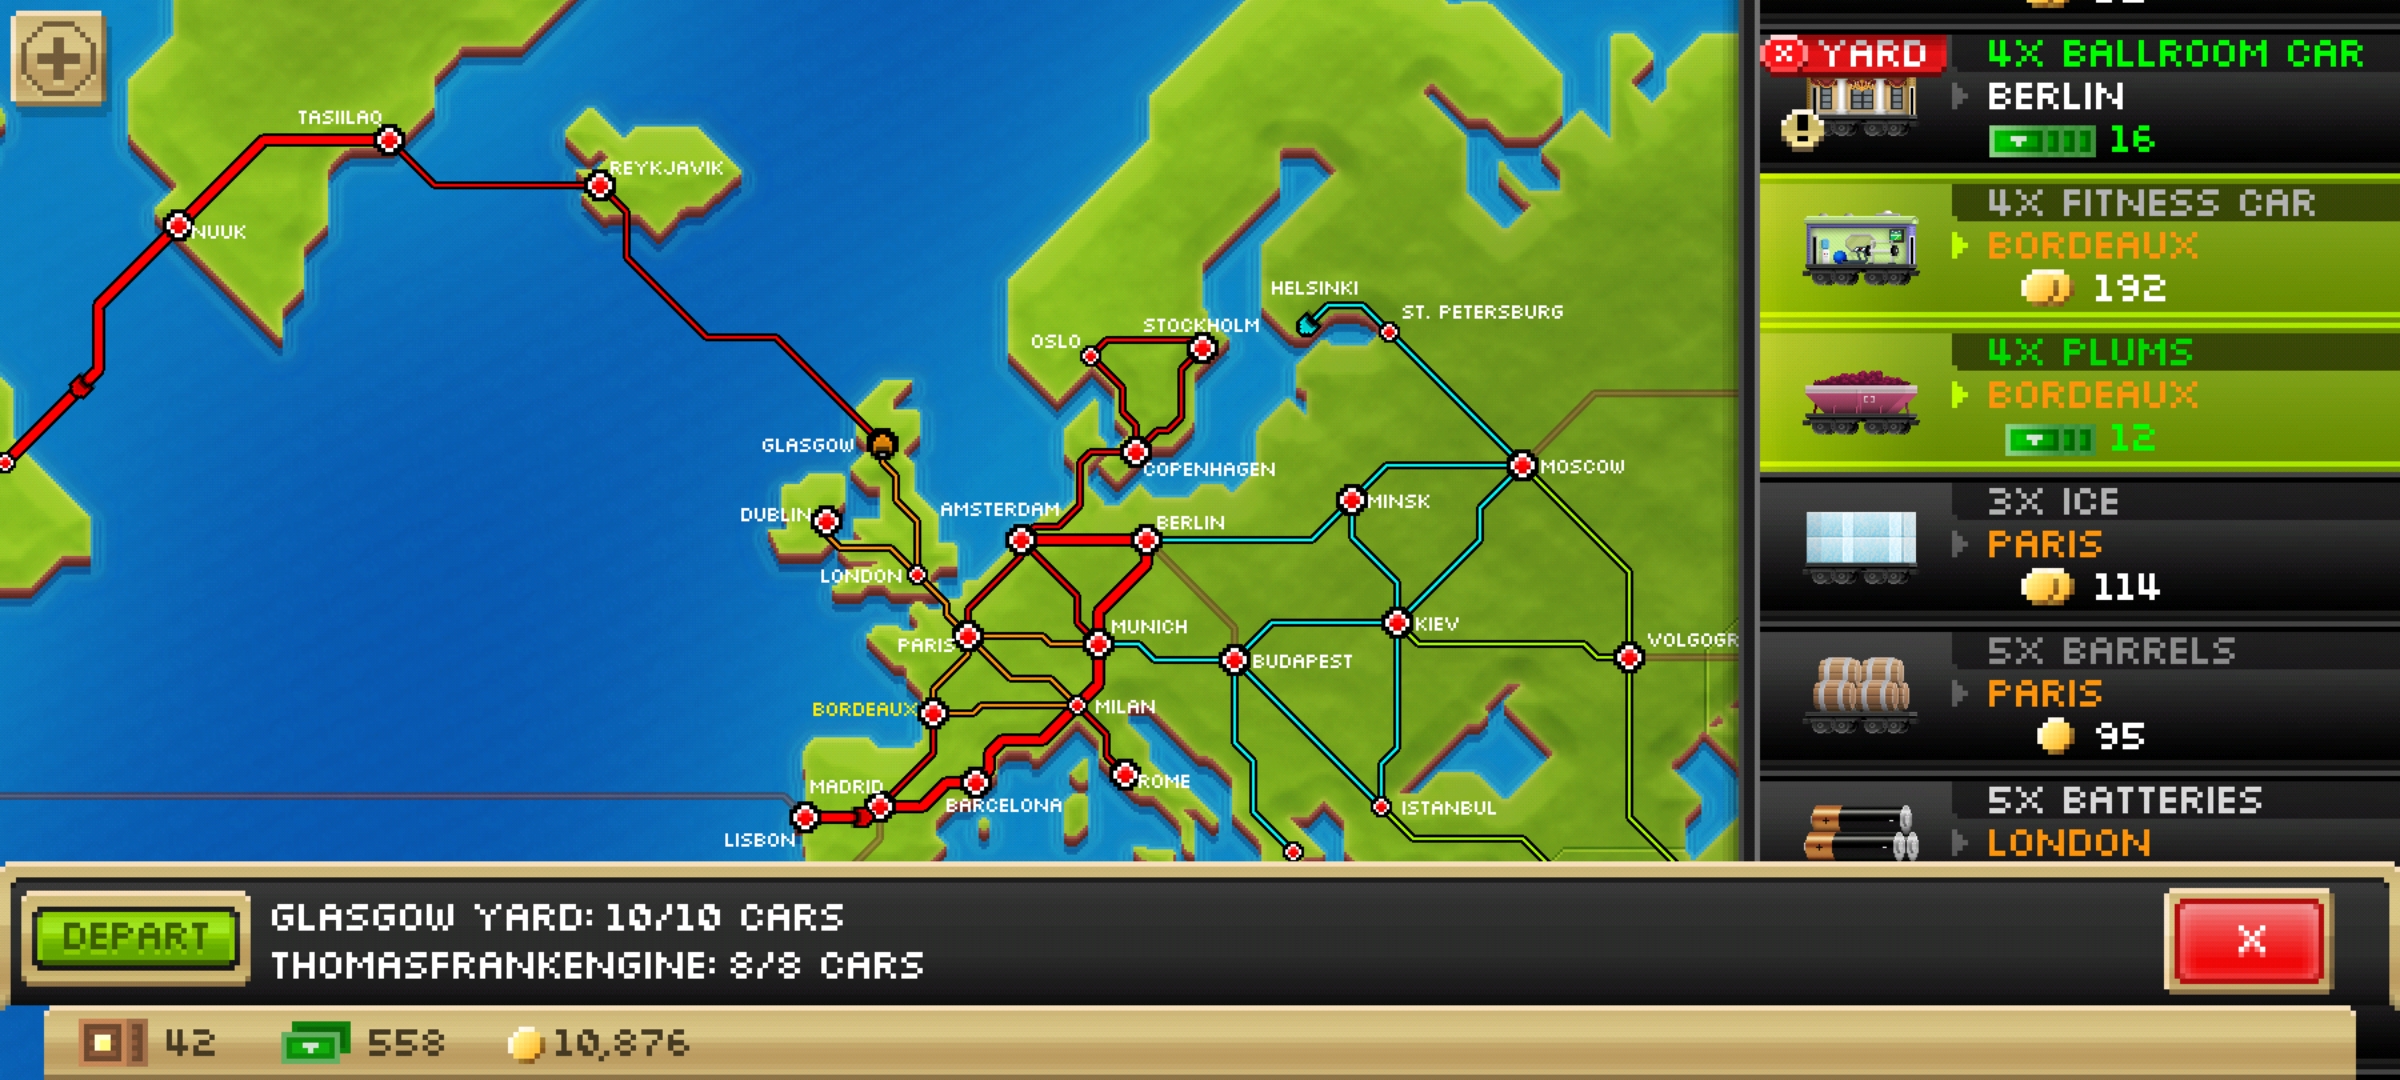 TASIILAQ
REYKJAVIK
NUUK
HELSINKI
ST. PETERSBURG
STOCKHOLM
OSLO
GLASGOW
COPENHAGEN
MOSCOW
AMSTERDAM
MINSK
DUBLIN
BERLIN
LONDON
MUNICH
KIEV
PARIS
BUDAPEST
VOLGOGR
BORDEAUX
MILAN
MADRID
ROME
BARCELONA
ISTANBUL
LISBON
YARD
4X BALLROOM CAR
BERLIN
16
4X FITNESS CAR
BORDEAUX
192
4X PLUMS
BORDEAUX
12
3X ICE
PARIS
114
5X BARRELS
PARIS
95
5X BATTERIES
LONDON
DEPART
GLASGOW YARD: 10/10 CARS
THOMASFRANKENGINE: 8/8 CARS
X
42
558
10,876